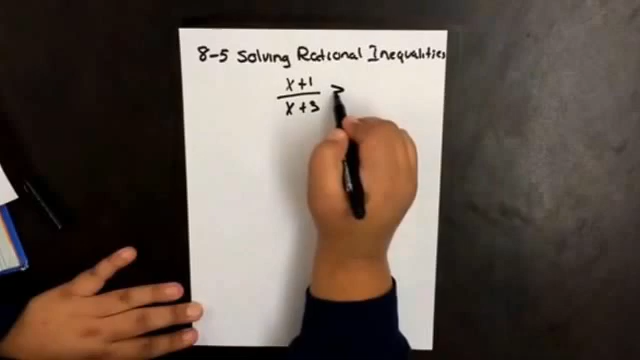 8-5 Solving Rational Inequalities
x+1
x+3 >